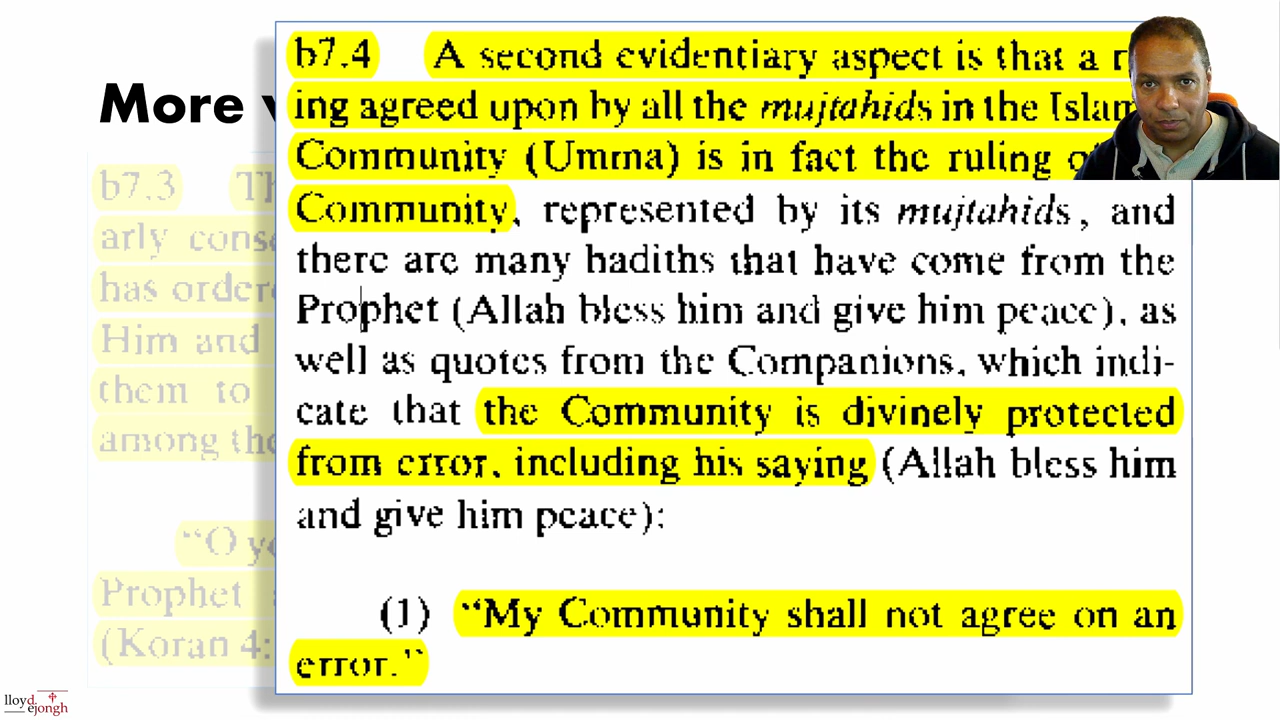 More
b7.3
arly
has
Him and
them to
among
"O
Prophet
(Koran 4:
b7.4 A second evidentiary aspect is that a
ing agreed upon by all the mujtahids in the
Community (Umma) is in fact the ruling
Community, represented by its mujtahids, and
there are many hadiths that have come from the
Prophet (Allah bless him and give him peace), as
well as quotes from the Companions, which indi-
cate that the Community is divinely protected
from error, including his saying (Allah bless him
and give him peace):
(1) "My Community shall not agree on an
error."
lloyd
ejongh